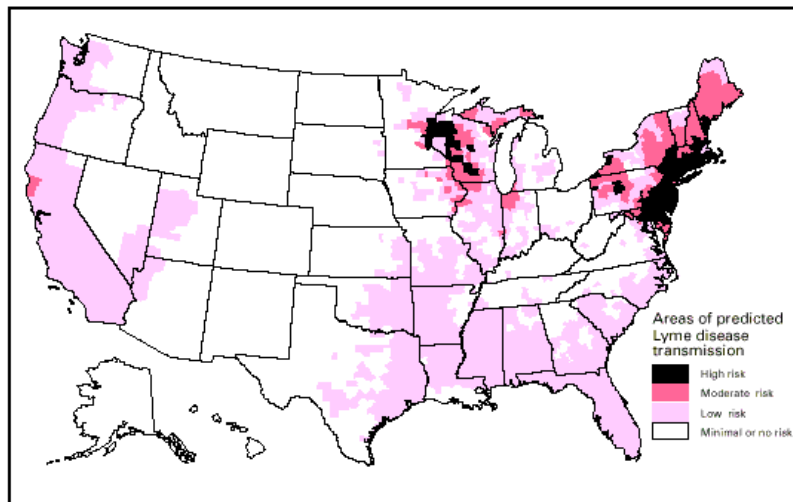 Areas of predicted
Lyme disease
transmission
High risk
Moderate risk
Low risk
Minimal or no risk